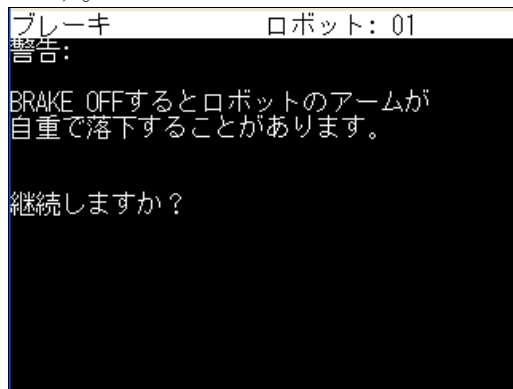 ブレーキ ロボット: 01
警告:
BRAKE OFFするとロボットのアームが
自重で落下することがあります。
継続しますか？